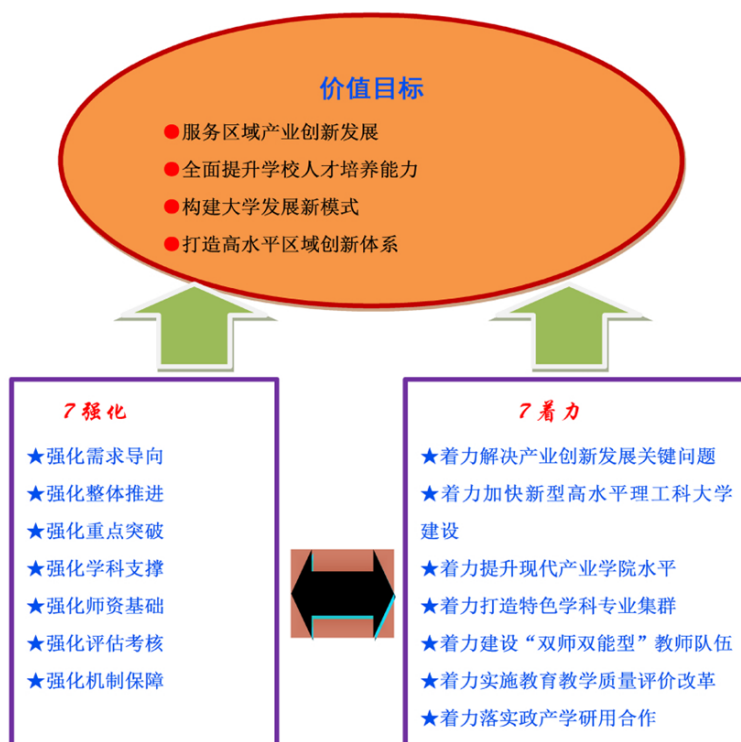 价值目标
●服务区域产业创新发展
●全面提升学校人才培养能力
●构建大学发展新模式
●打造高水平区域创新体系
7强化
★强化需求导向
★强化整体推进
★强化重点突破
★强化学科支撑
★强化师资基础
★强化评估考核
★强化机制保障
7着力
★着力解决产业创新发展关键问题
★着力加快新型高水平理工科大学
建设
★着力提升现代产业学院水平
★着力打造特色学科专业集群
★着力建设“双师双能型”教师队伍
★着力实施教育教学质量评价改革
★着力落实政产学研用合作